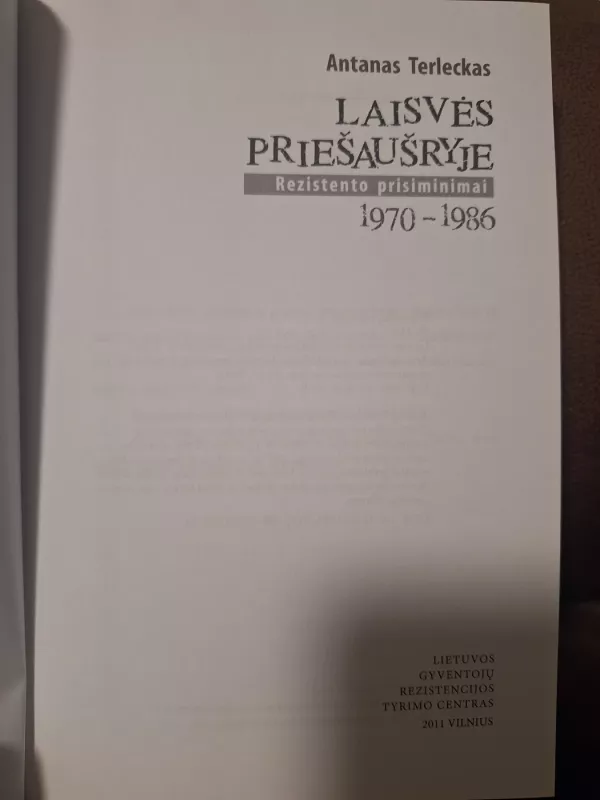 Antanas Terleckas
LAISVĖS
PRIEŠAUŠRYJE
Rezistento prisiminimai
1970 – 1986
LIETUVOS
GYVENTOJŲ
REZISTENCIJOS
TYRIMO CENTRAS
2011 VILNIUS